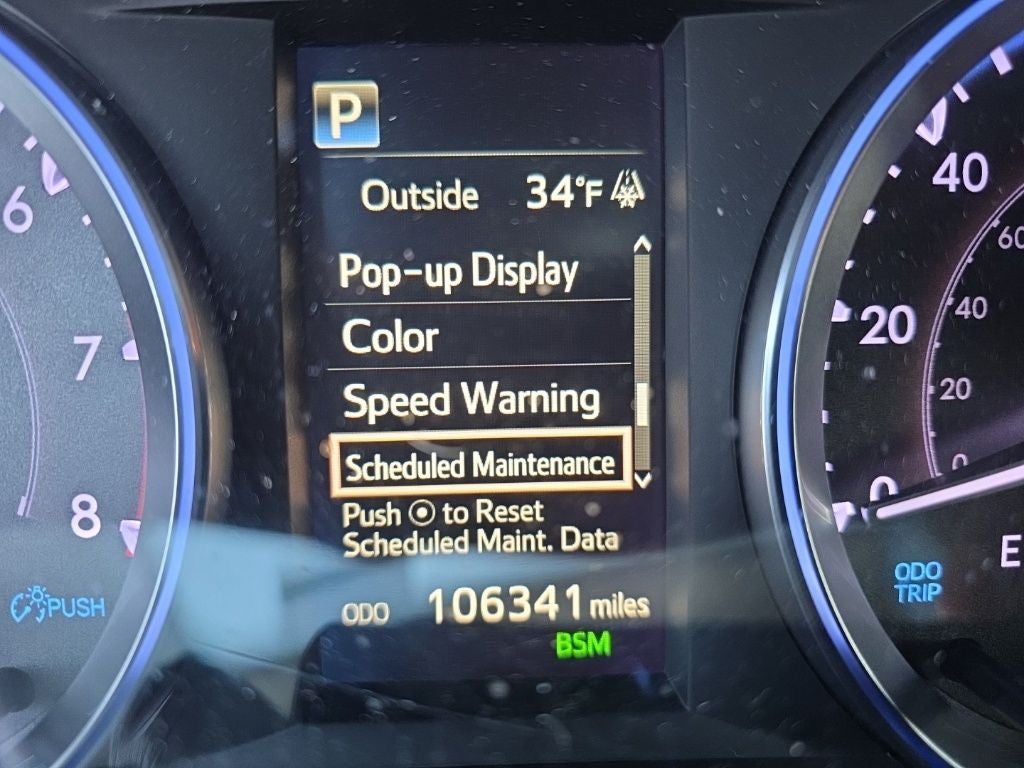 P
Outside 34°F
Pop-up Display
Color
Speed Warning
Scheduled Maintenance
Push ⦿ to Reset
Scheduled Maint. Data
ODO 106341 miles
BSM
6
7
8
PUSH
40
20
0
60
40
20
0
E
ODO
TRIP